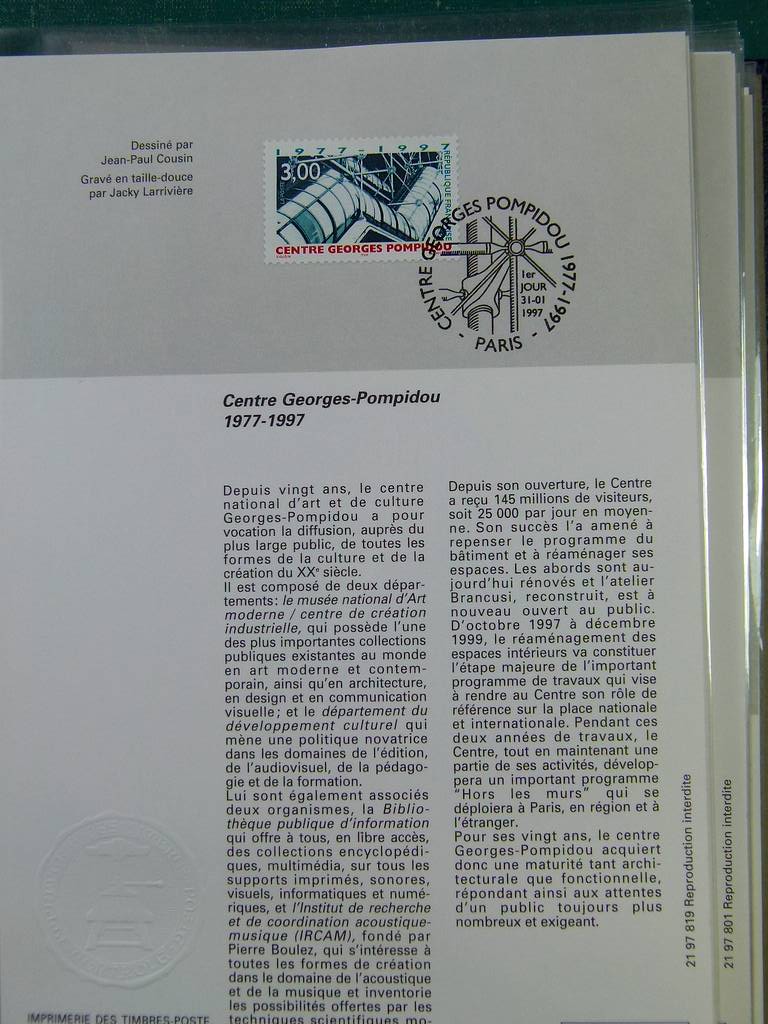 Dessiné par
Jean-Paul Cousin
Gravé en taille-douce
par Jacky Larrivière
1977-1997
3,00
RÉPUBLIQUE FRANÇAISE
CENTRE GEORGES POMPIDOU
CENTRE GEORGES POMPIDOU 1977-1997
1er
JOUR
31-01
1997
- PARIS -
Centre Georges-Pompidou
1977-1997
Depuis vingt ans, le centre
national d'art et de culture
Georges-Pompidou a pour
vocation la diffusion, auprès du
plus large public, de toutes les
formes de la culture et de la
création du XXe siècle.
Il est composé de deux dépar-
tements: le musée national d'Art
moderne / centre de création
industrielle, qui possède l'une
des plus importantes collections
publiques existantes au monde
en art moderne et contem-
porain, ainsi qu'en architecture,
en design et en communication
visuelle; et le département du
développement culturel qui
mène une politique novatrice
dans les domaines de l'édition,
de l'audiovisuel, de la pédago-
gie et de la formation.
Lui sont également associés
deux organismes, la Biblio-
thèque publique d'information
qui offre à tous, en libre accès,
des collections encyclopédi-
ques, multimédia, sur tous les
supports imprimés, sonores,
visuels, informatiques et numé-
riques, et l'Institut de recherche
et de coordination acoustique-
musique (IRCAM), fondé par
Pierre Boulez, qui s'intéresse à
toutes les formes de création
dans le domaine de l'acoustique
et de la musique et inventorie
les possibilités offertes par les
techniques scientifiques mo-
Depuis son ouverture, le Centre
a reçu 145 millions de visiteurs,
soit 25 000 par jour en moyen-
ne. Son succès l'a amené à
repenser le programme du
bâtiment et à réaménager ses
espaces. Les abords sont au-
jourd'hui rénovés et l'atelier
Brancusi, reconstruit, est à
nouveau ouvert au public.
D'octobre 1997 à décembre
1999, le réaménagement des
espaces intérieurs va constituer
l'étape majeure de l'important
programme de travaux qui vise
à rendre au Centre son rôle de
référence sur la place nationale
et internationale. Pendant ces
deux années de travaux, le
Centre, tout en maintenant une
partie de ses activités, dévelop-
pera un important programme
"Hors les murs" qui se
déploiera à Paris, en région et à
l'étranger.
Pour ses vingt ans, le centre
Georges-Pompidou acquiert
donc une maturité tant archi-
tecturale que fonctionnelle,
répondant ainsi aux attentes
d'un public toujours plus
nombreux et exigeant.
21 97 819 Reproduction interdite
21 97 801 Reproduction interdite
IMPRIMERIE DES TIMBRES-POSTE